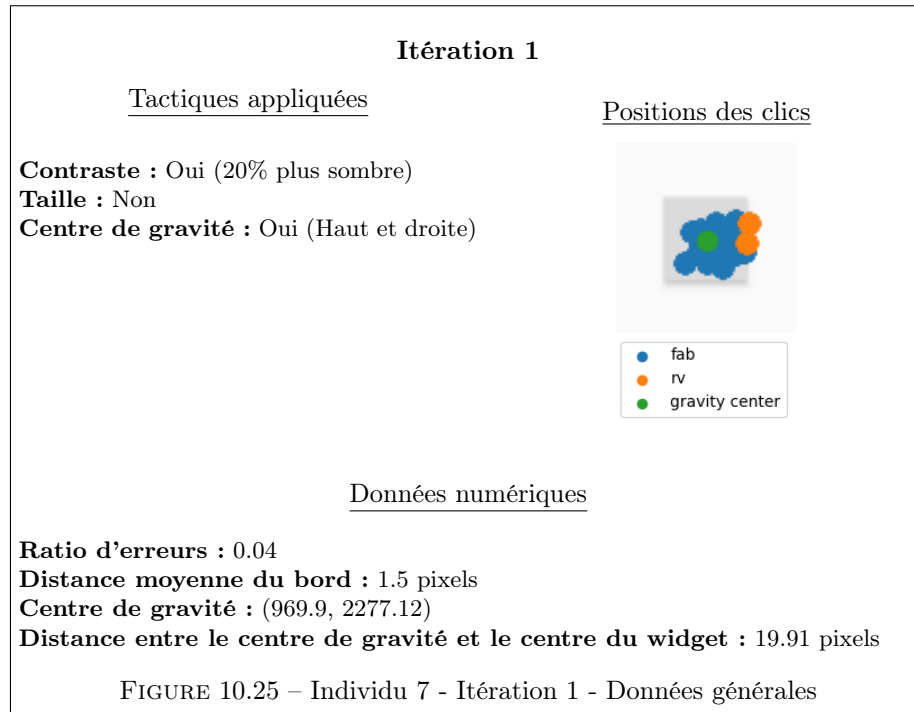 Itération 1
Tactiques appliquées
Contraste : Oui (20% plus sombre)
Taille : Non
Centre de gravité : Oui (Haut et droite)
Positions des clics
fab
rv
gravity center
Données numériques
Ratio d'erreurs : 0.04
Distance moyenne du bord : 1.5 pixels
Centre de gravité : (969.9, 2277.12)
Distance entre le centre de gravité et le centre du widget : 19.91 pixels
FIGURE 10.25 – Individu 7 - Itération 1 - Données générales